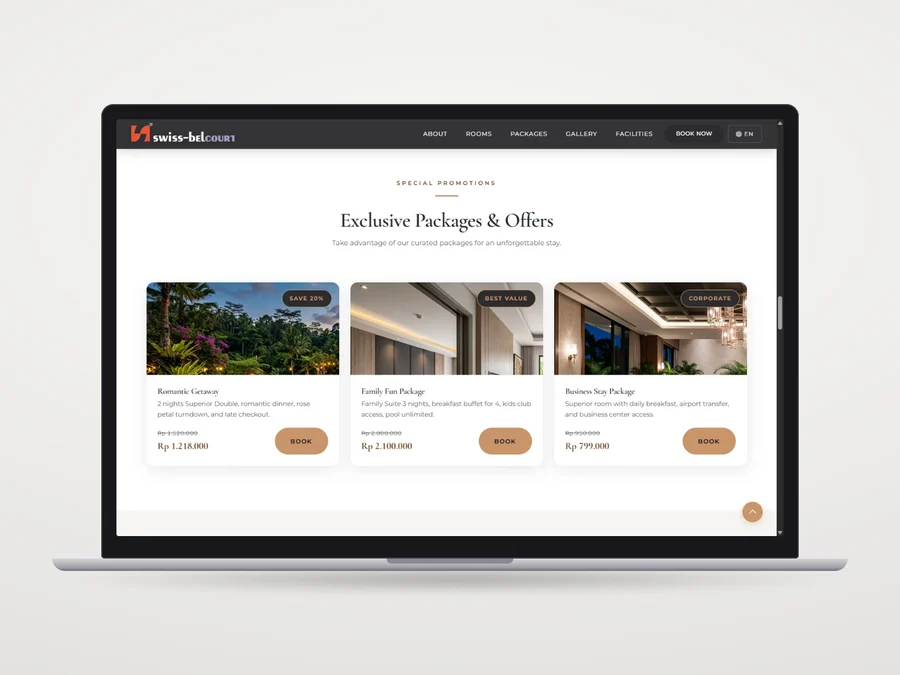 swiss-belCOURT
ABOUT
ROOMS
PACKAGES
GALLERY
FACILITIES
BOOK NOW
EN
SPECIAL PROMOTIONS
Exclusive Packages & Offers
Take advantage of our curated packages for an unforgettable stay.
SAVE 20%
Romantic Getaway
2 nights Superior Double, romantic dinner, rose
petal turndown, and late checkout.
Rp 1.520.000
Rp 1.218.000
BOOK
BEST VALUE
Family Fun Package
Family Suite 3 nights, breakfast buffet for 4, kids club
access, pool unlimited.
Rp 2.100.000
BOOK
CORPORATE
Business Stay Package
Superior room with daily breakfast, airport transfer,
and business center access.
Rp 950.000
Rp 799.000
BOOK